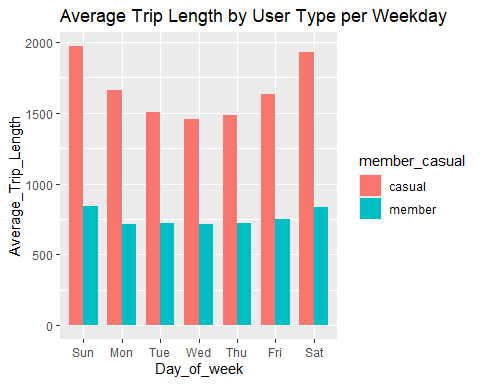 Average Trip Length by User Type per Weekday
2000
1500
1000
500
0
Average_Trip_Length
Sun Mon Tue Wed Thu Fri Sat
Day_of_week
member_casual
casual
member